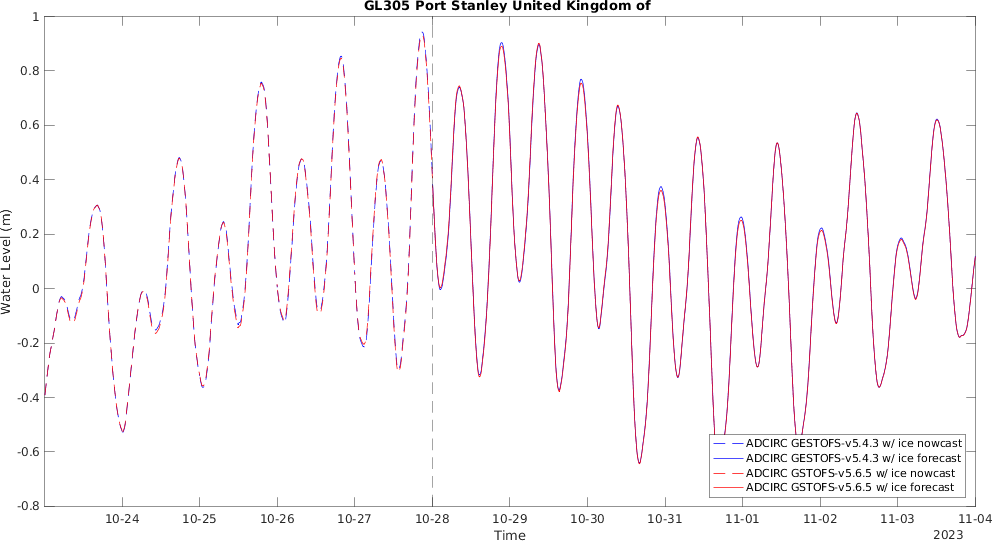 GL305 Port Stanley United Kingdom of
1
0.8
0.6
0.4
0.2
0
-0.2
-0.4
-0.6
-0.8
Water Level (m)
ADCIRC GESTOFS-v5.4.3 w/ ice nowcast
ADCIRC GESTOFS-v5.4.3 w/ ice forecast
ADCIRC GSTOFS-v5.6.5 w/ ice nowcast
ADCIRC GSTOFS-v5.6.5 w/ ice forecast
10-24 10-25 10-26 10-27 10-28 10-29 10-30 10-31 11-01 11-02 11-03 11-04
Time
2023